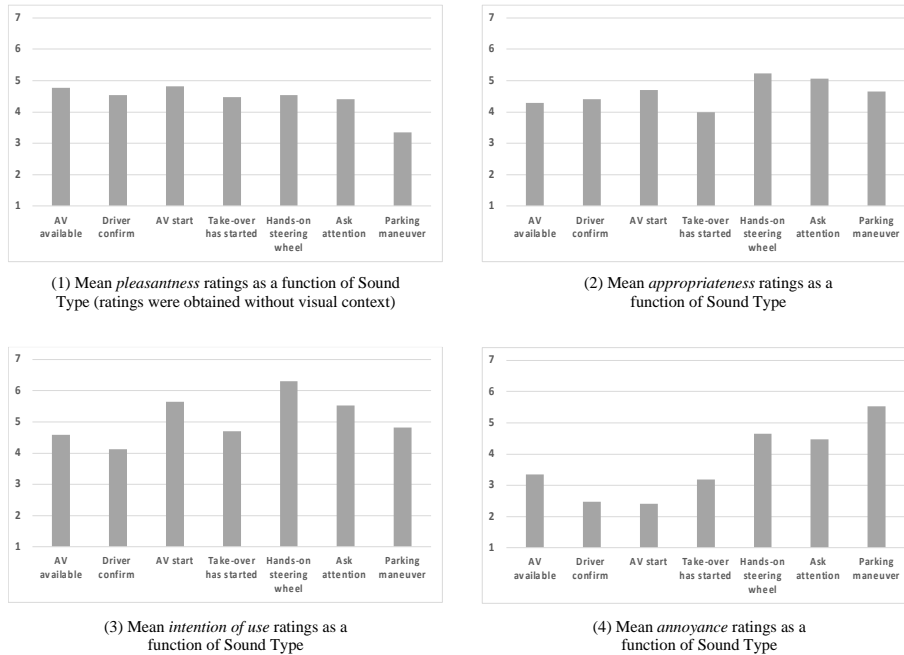 7
6
5
4
3
2
1
AV available
Driver confirm
AV start
Take-over has started
Hands-on steering wheel
Ask attention
Parking maneuver
(1) Mean pleasantness ratings as a function of Sound
Type (ratings were obtained without visual context)
7
6
5
4
3
2
1
AV available
Driver confirm
AV start
Take-over has started
Hands-on steering wheel
Ask attention
Parking maneuver
(2) Mean appropriateness ratings as a
function of Sound Type
7
6
5
4
3
2
1
AV available
Driver confirm
AV start
Take-over has started
Hands-on steering wheel
Ask attention
Parking maneuver
(3) Mean intention of use ratings as a
function of Sound Type
7
6
5
4
3
2
1
AV available
Driver confirm
AV start
Take-over has started
Hands-on steering wheel
Ask attention
Parking maneuver
(4) Mean annoyance ratings as a
function of Sound Type